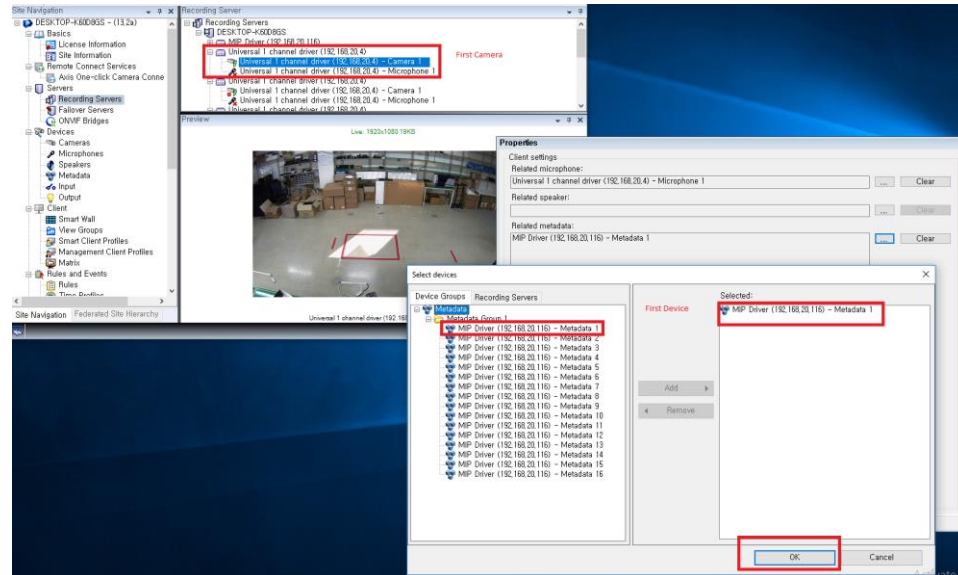 Site Navigation
DESKTOP-K60D8GS - (13,2a)
Basics
License Information
Site Information
Remote Connect Services
Axis One-click Camera Conne
Servers
Recording Servers
Failover Servers
ONVIF Bridges
Devices
Cameras
Microphones
Speakers
Metadata
Input
Output
Client
Smart Wall
View Groups
Smart Client Profiles
Management Client Profiles
Matrix
Rules and Events
Rules
Time Profiles
Site Navigation
Federated Site Hierarchy
Recording Server
Recording Servers
DESKTOP-K60D8GS
MIP Driver (192,168,20,116)
Universal 1 channel driver (192,168,20,4)
Universal 1 channel driver (192,168,20,4) - Camera 1
Universal 1 channel driver (192,168,20,4) - Microphone 1
Universal 1 channel driver (192,168,20,4)
Universal 1 channel driver (192,168,20,4) - Camera 1
Universal 1 channel driver (192,168,20,4) - Microphone 1
Universal 1 channel driver (192,168,20,4)
First Camera
Preview
Live: 1920x1080 19KB
Universal 1 channel driver (192,168
Properties
Client settings
Related microphone:
Universal 1 channel driver (192,168,20,4) - Microphone 1
... Clear
Related speaker:
... Clear
Related metadata:
MIP Driver (192,168,20,116) - Metadata 1
... Clear
Select devices
Device Groups
Recording Servers
Metadata
Metadata Group 1
MIP Driver (192,168,20,116) - Metadata 1
MIP Driver (192,168,20,116) - Metadata 2
MIP Driver (192,168,20,116) - Metadata 3
MIP Driver (192,168,20,116) - Metadata 4
MIP Driver (192,168,20,116) - Metadata 5
MIP Driver (192,168,20,116) - Metadata 6
MIP Driver (192,168,20,116) - Metadata 7
MIP Driver (192,168,20,116) - Metadata 8
MIP Driver (192,168,20,116) - Metadata 9
MIP Driver (192,168,20,116) - Metadata 10
MIP Driver (192,168,20,116) - Metadata 11
MIP Driver (192,168,20,116) - Metadata 12
MIP Driver (192,168,20,116) - Metadata 13
MIP Driver (192,168,20,116) - Metadata 14
MIP Driver (192,168,20,116) - Metadata 15
MIP Driver (192,168,20,116) - Metadata 16
First Device
Add
Remove
Selected:
MIP Driver (192,168,20,116) - Metadata 1
OK
Cancel